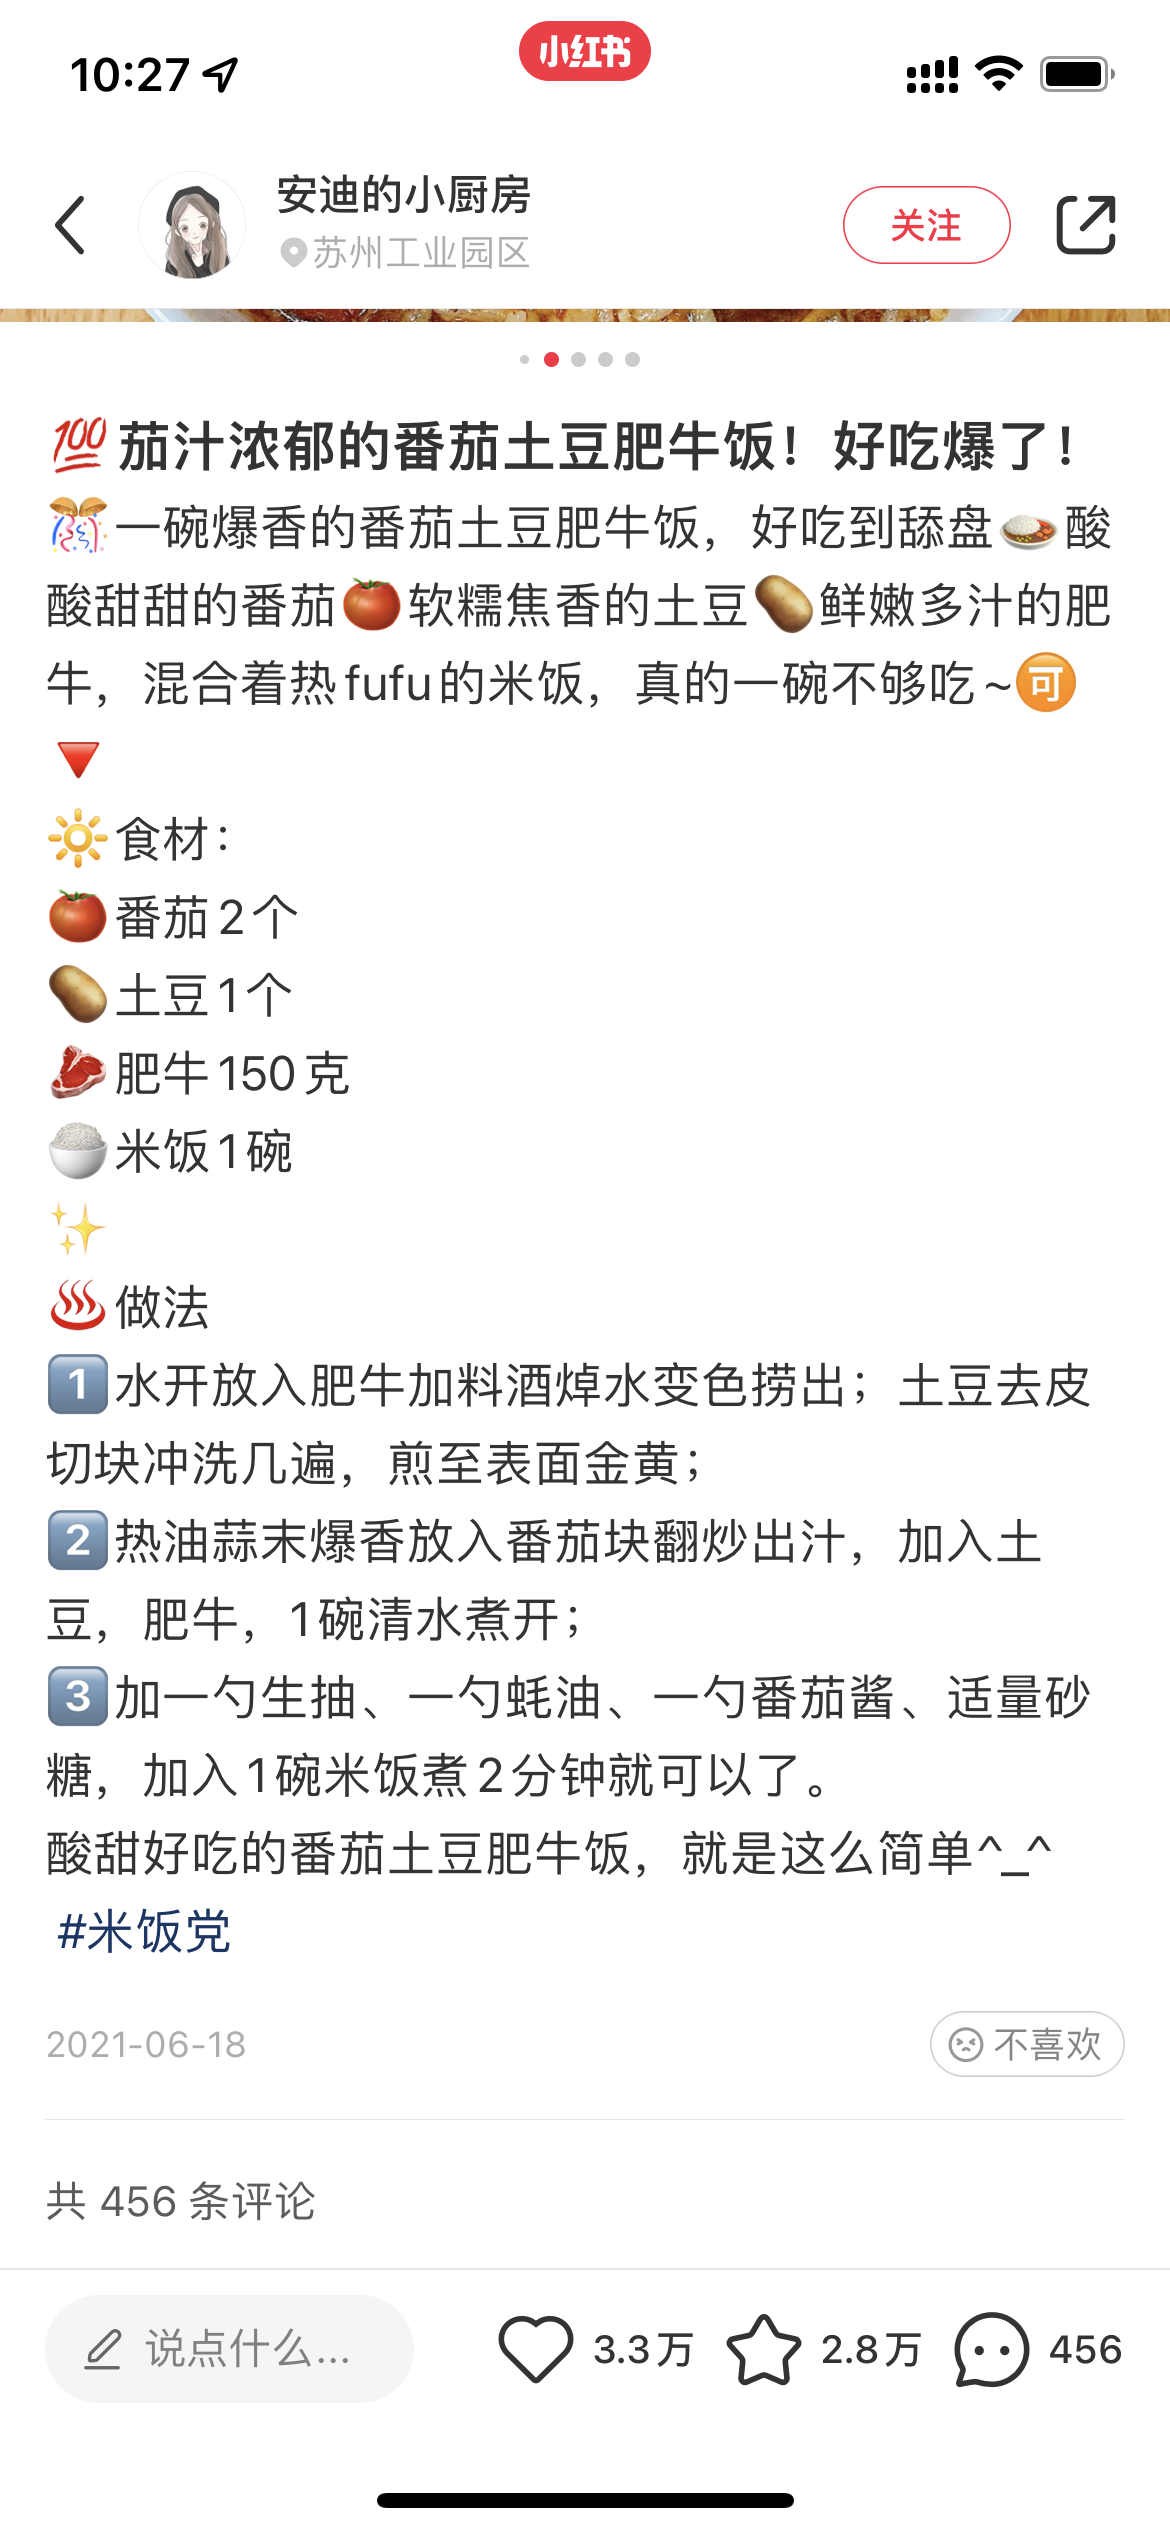 10:27
小红书
安迪的小厨房
苏州工业园区
关注
💯茄汁浓郁的番茄土豆肥牛饭！好吃爆了！
🎊一碗爆香的番茄土豆肥牛饭，好吃到舔盘🍛酸
酸甜甜的番茄🍅软糯焦香的土豆🥔鲜嫩多汁的肥
牛，混合着热fufu的米饭，真的一碗不够吃~🉑
🔻
🔆食材：
🍅番茄2个
🥔土豆1个
🥩肥牛150克
🍚米饭1碗
✨
♨️做法
1️⃣水开放入肥牛加料酒焯水变色捞出；土豆去皮
切块冲洗几遍，煎至表面金黄；
2️⃣热油蒜末爆香放入番茄块翻炒出汁，加入土
豆，肥牛，1碗清水煮开；
3️⃣加一勺生抽、一勺蚝油、一勺番茄酱、适量砂
糖，加入1碗米饭煮2分钟就可以了。
酸甜好吃的番茄土豆肥牛饭，就是这么简单^_^
#米饭党
2021-06-18
不喜欢
共 456 条评论
说点什么...
3.3万
2.8万
456